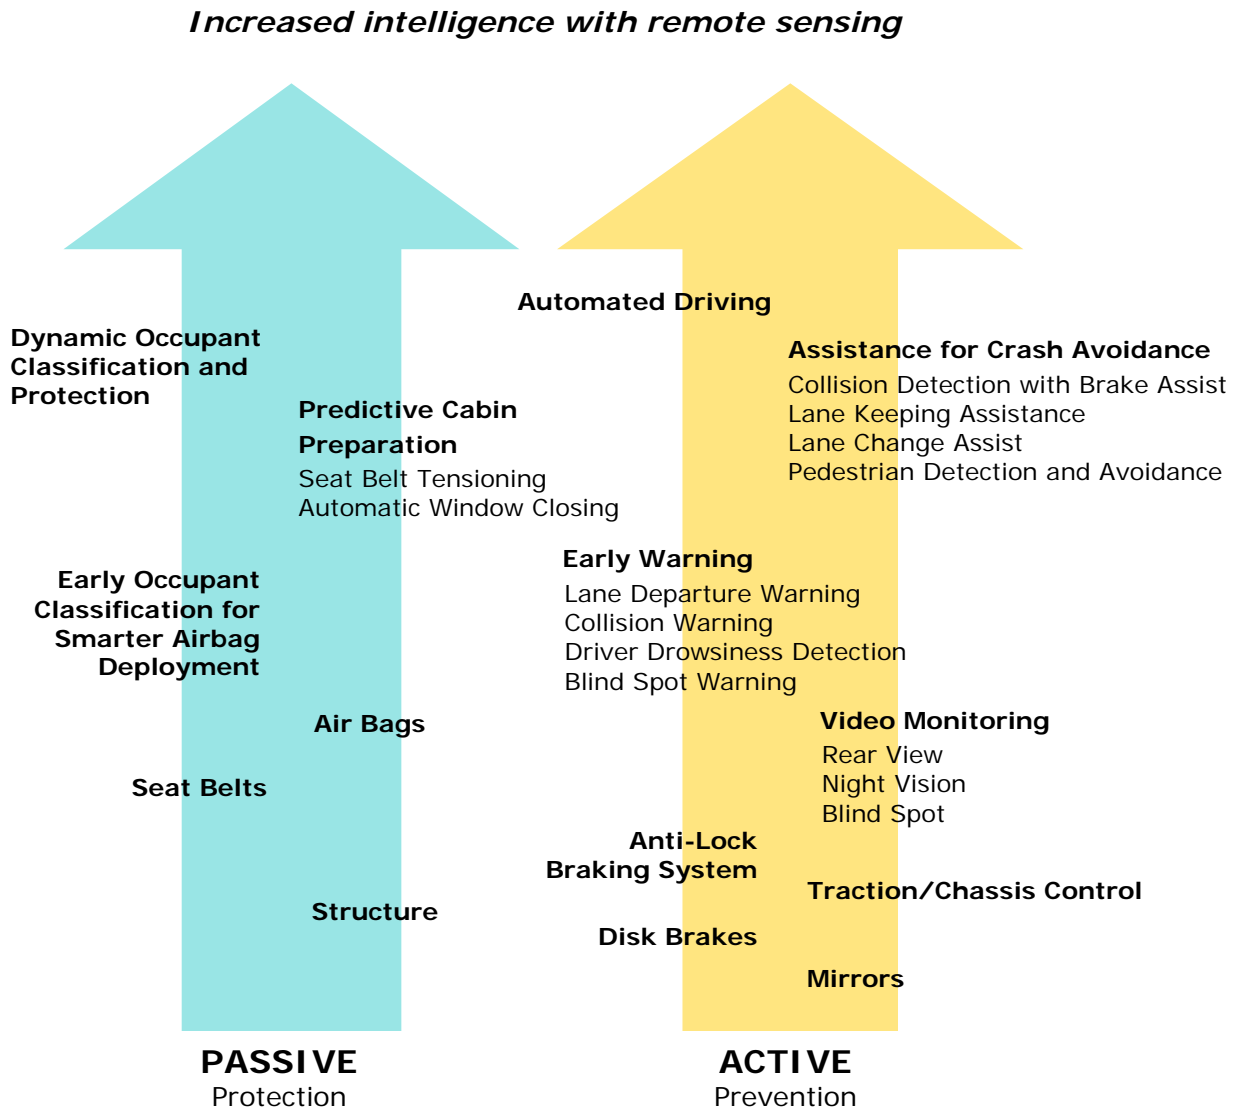 Increased intelligence with remote sensing
Automated Driving
Dynamic Occupant
Classification and
Protection
Assistance for Crash Avoidance
Collision Detection with Brake Assist
Lane Keeping Assistance
Lane Change Assist
Pedestrian Detection and Avoidance
Predictive Cabin
Preparation
Seat Belt Tensioning
Automatic Window Closing
Early Warning
Lane Departure Warning
Collision Warning
Driver Drowsiness Detection
Blind Spot Warning
Early Occupant
Classification for
Smarter Airbag
Deployment
Air Bags
Video Monitoring
Rear View
Night Vision
Blind Spot
Seat Belts
Anti-Lock
Braking System
Traction/Chassis Control
Structure
Disk Brakes
Mirrors
PASSIVE
Protection
ACTIVE
Prevention